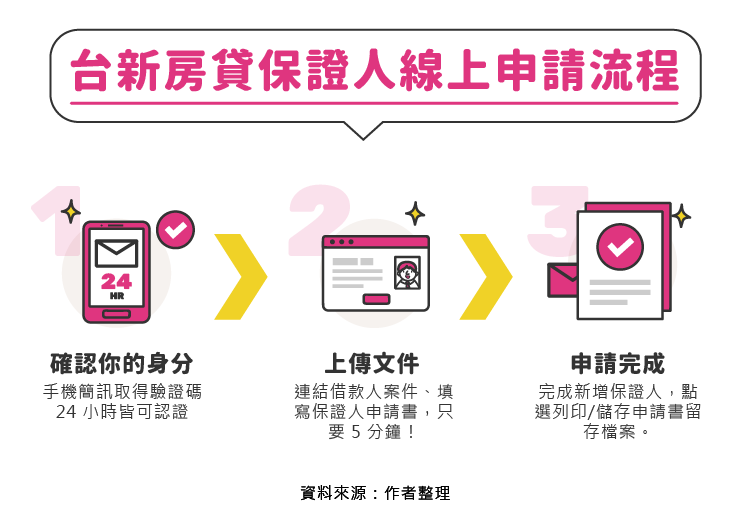 台新房貸保證人線上申請流程
1
24
HR
確認你的身分
手機簡訊取得驗證碼
24 小時皆可認證
2
上傳文件
連結借款人案件、填
寫保證人申請書，只
要 5 分鐘！
3
申請完成
完成新增保證人，點
選列印/儲存申請書留
存檔案。
資料來源：作者整理